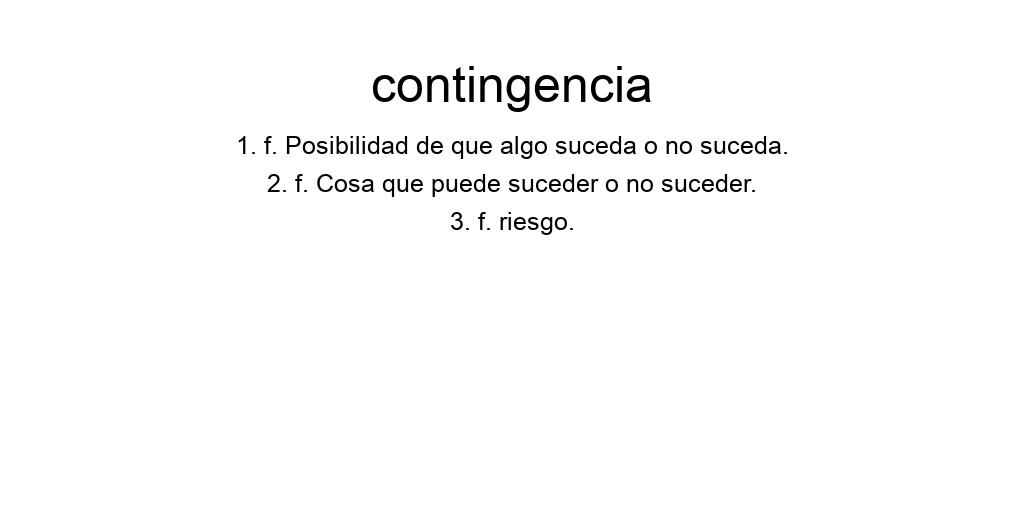 contingencia
1. f. Posibilidad de que algo suceda o no suceda.
2. f. Cosa que puede suceder o no suceder.
3. f. riesgo.